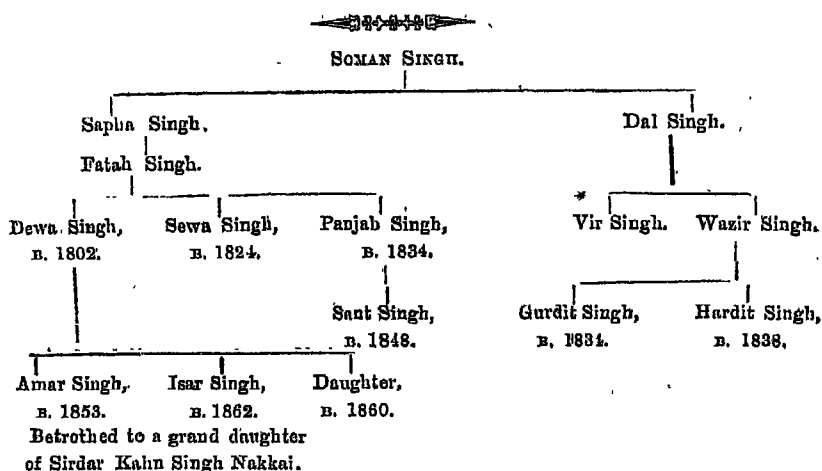 SOMAN SINGH.
Sapha Singh. Dal Singh.
Fatah Singh.
Dewa Singh, Sewa Singh, Panjab Singh, Vir Singh. Wazir Singh.
B. 1802. B. 1824. B. 1834.
Sant Singh, Gurdit Singh, Hardit Singh,
B. 1848. B. 1834. B. 1838.
Amar Singh, Isar Singh, Daughter,
B. 1853. B. 1862. B. 1860.
Betrothed to a grand daughter
of Sirdar Kahn Singh Nakkai.